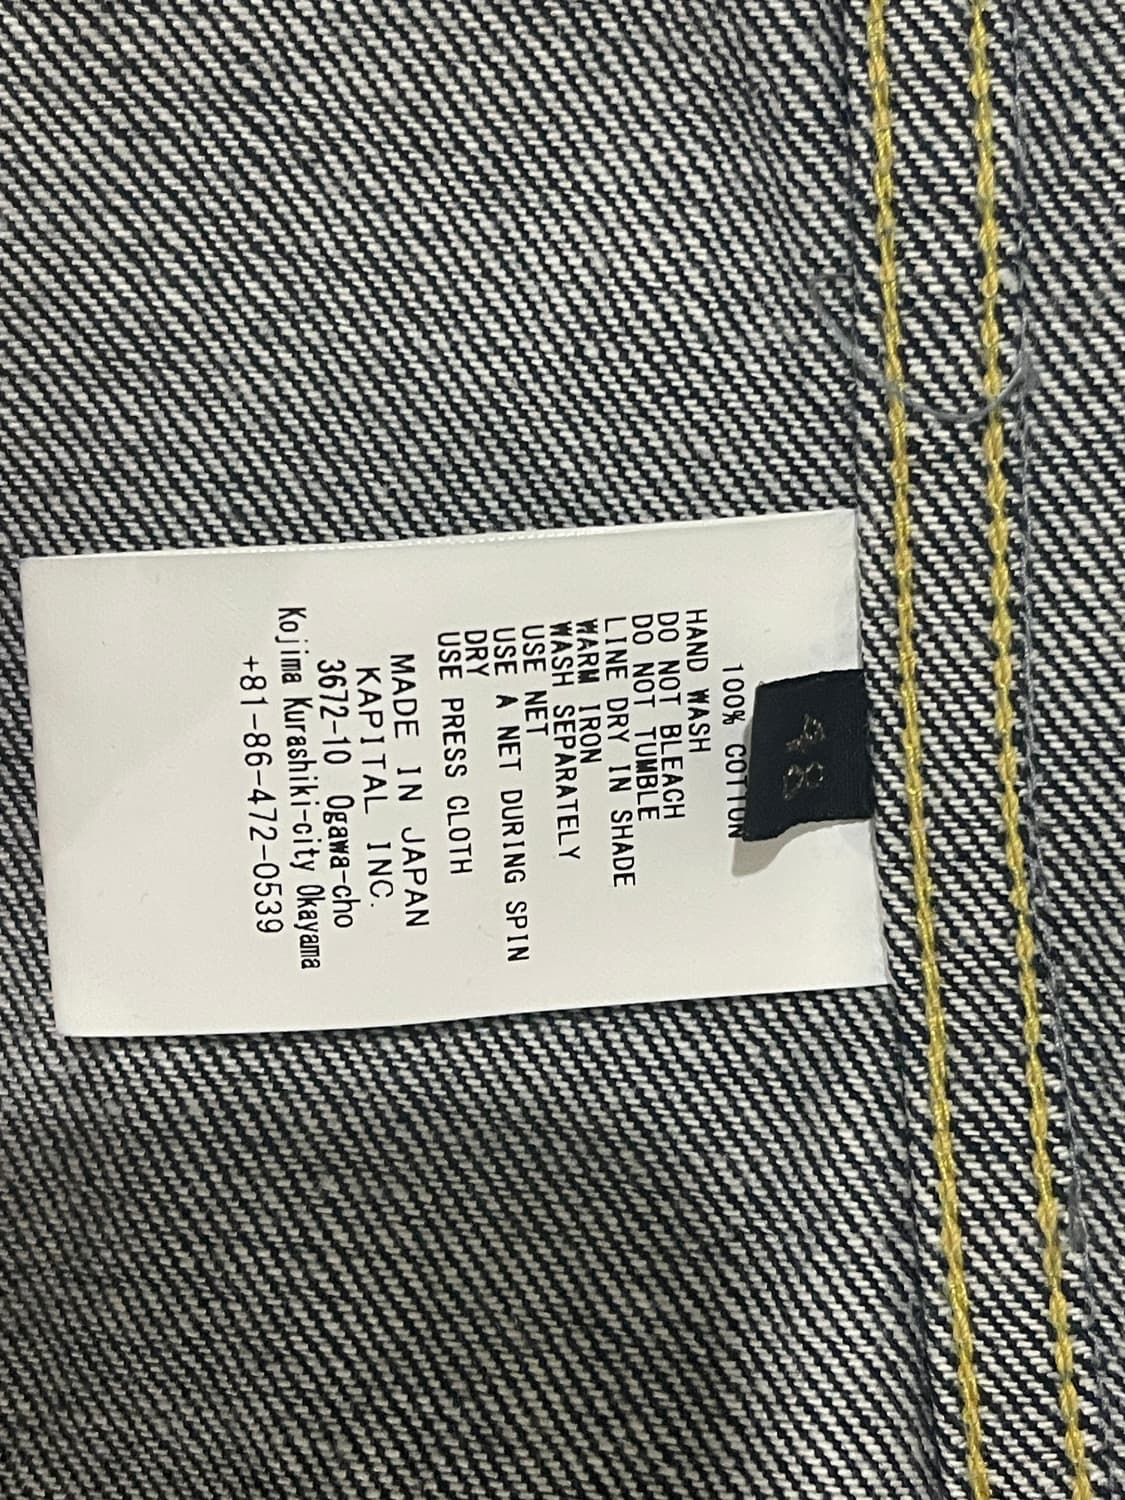 48
100% COTTON
HAND WASH
DO NOT BLEACH
DO NOT TUMBLE
LINE DRY IN SHADE
WARM IRON
WASH SEPARATELY
USE NET
USE A NET DURING SPIN
DRY
USE PRESS CLOTH
MADE IN JAPAN
KAPITAL INC.
3672-10 Ogawa-cho
Kojima Kurashiki-city Okayama
+81-86-472-0539